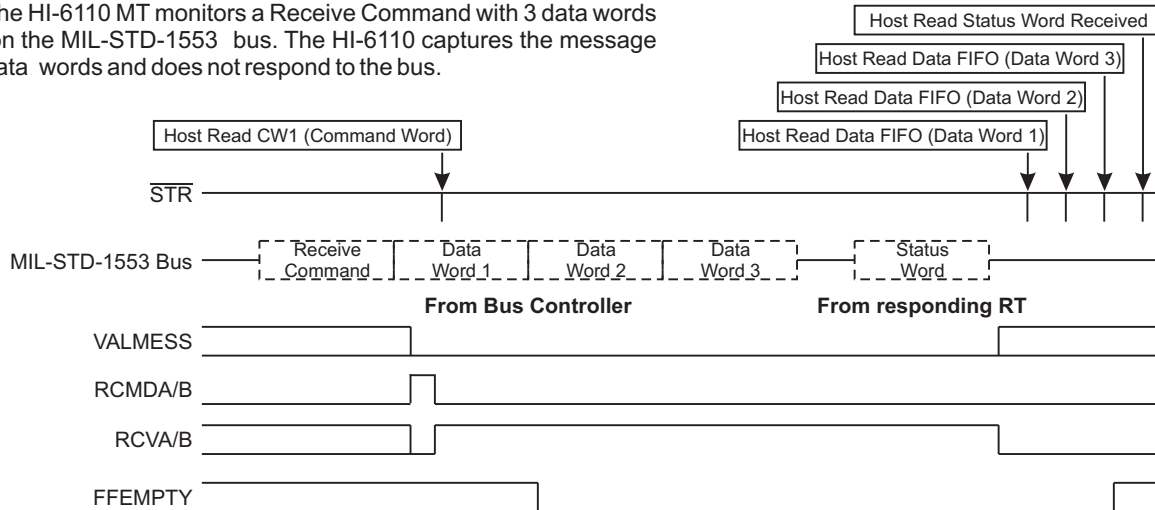 he HI-6110 MT monitors a Receive Command with 3 data words
on the MIL-STD-1553 bus. The HI-6110 captures the message
ata words and does not respond to the bus.
Host Read Status Word Received
Host Read Data FIFO (Data Word 3)
Host Read Data FIFO (Data Word 2)
Host Read CW1 (Command Word)
Host Read Data FIFO (Data Word 1)
STR
MIL-STD-1553 Bus
Receive
Command
Data
Word 1
Data
Word 2
Data
Word 3
Status
Word
From Bus Controller
From responding RT
VALMESS
RCMDA/B
RCVA/B
FFEMPTY